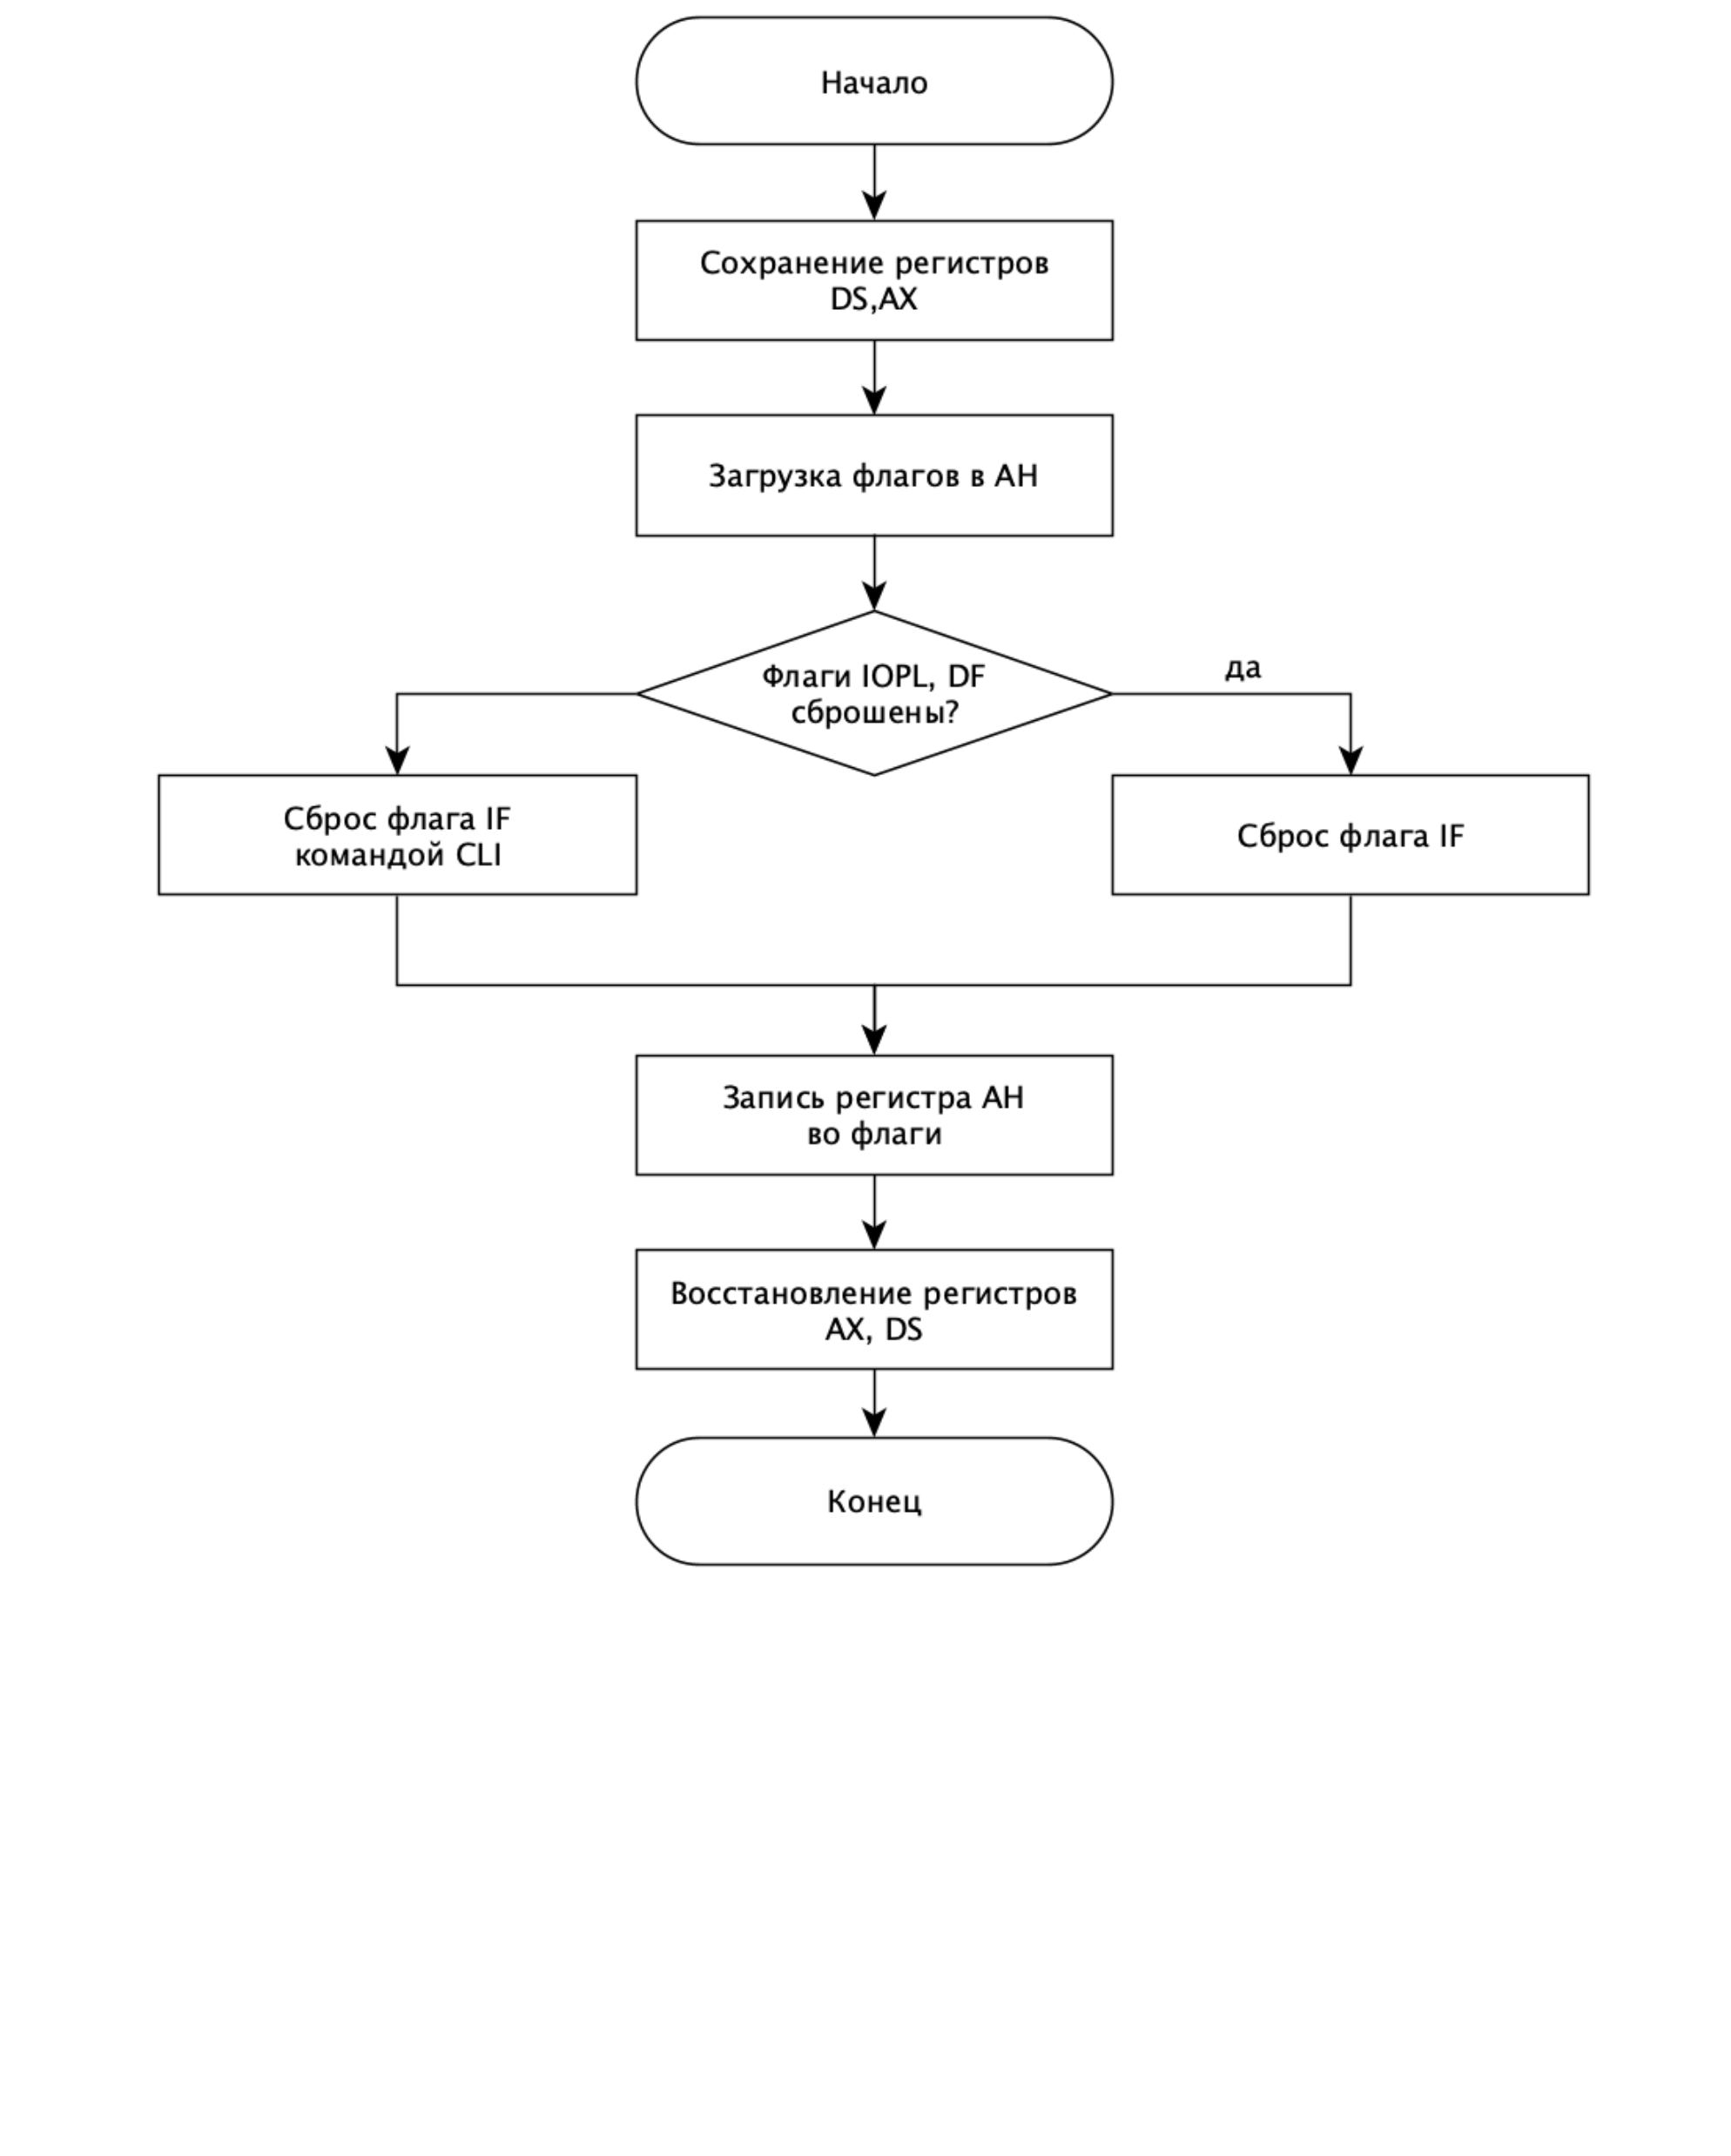 Начало
Сохранение регистров
DS,AX
Загрузка флагов в AH
Флаги IOPL, DF
сброшены?
да
Сброс флага IF
командой CLI
Сброс флага IF
Запись регистра AH
во флаги
Восстановление регистров
AX, DS
Конец